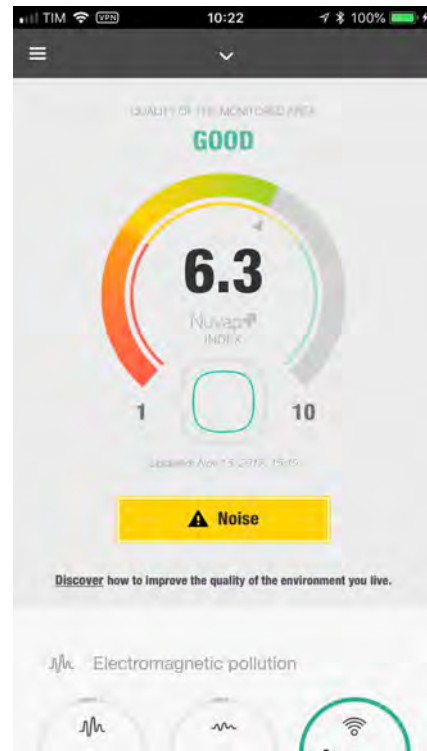 TIM VPN 10:22 100%
QUALITY OF THE MONITORED AREA
GOOD
6.3
Nuvap
INDEX
1 10
Noise
Discover how to improve the quality of the environment you live.
Electromagnetic pollution